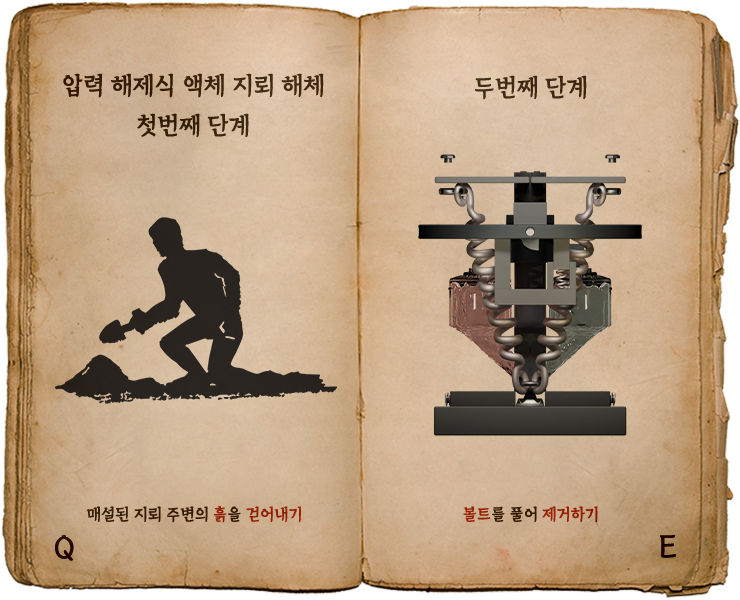 압력 해제식 액체 지뢰 해체
첫번째 단계
매설된 지뢰 주변의 흙을 걷어내기
Q
두번째 단계
볼트를 풀어 제거하기
E